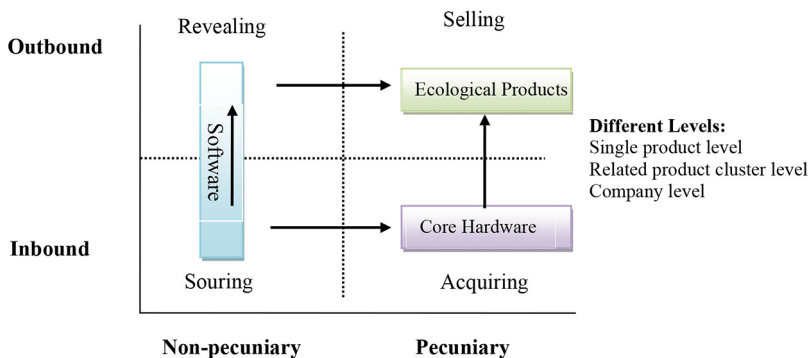 Revealing
Selling
Outbound
Ecological Products
Software
Different Levels:
Single product level
Related product cluster level
Company level
Core Hardware
Inbound
Souring
Acquiring
Non-pecuniary
Pecuniary